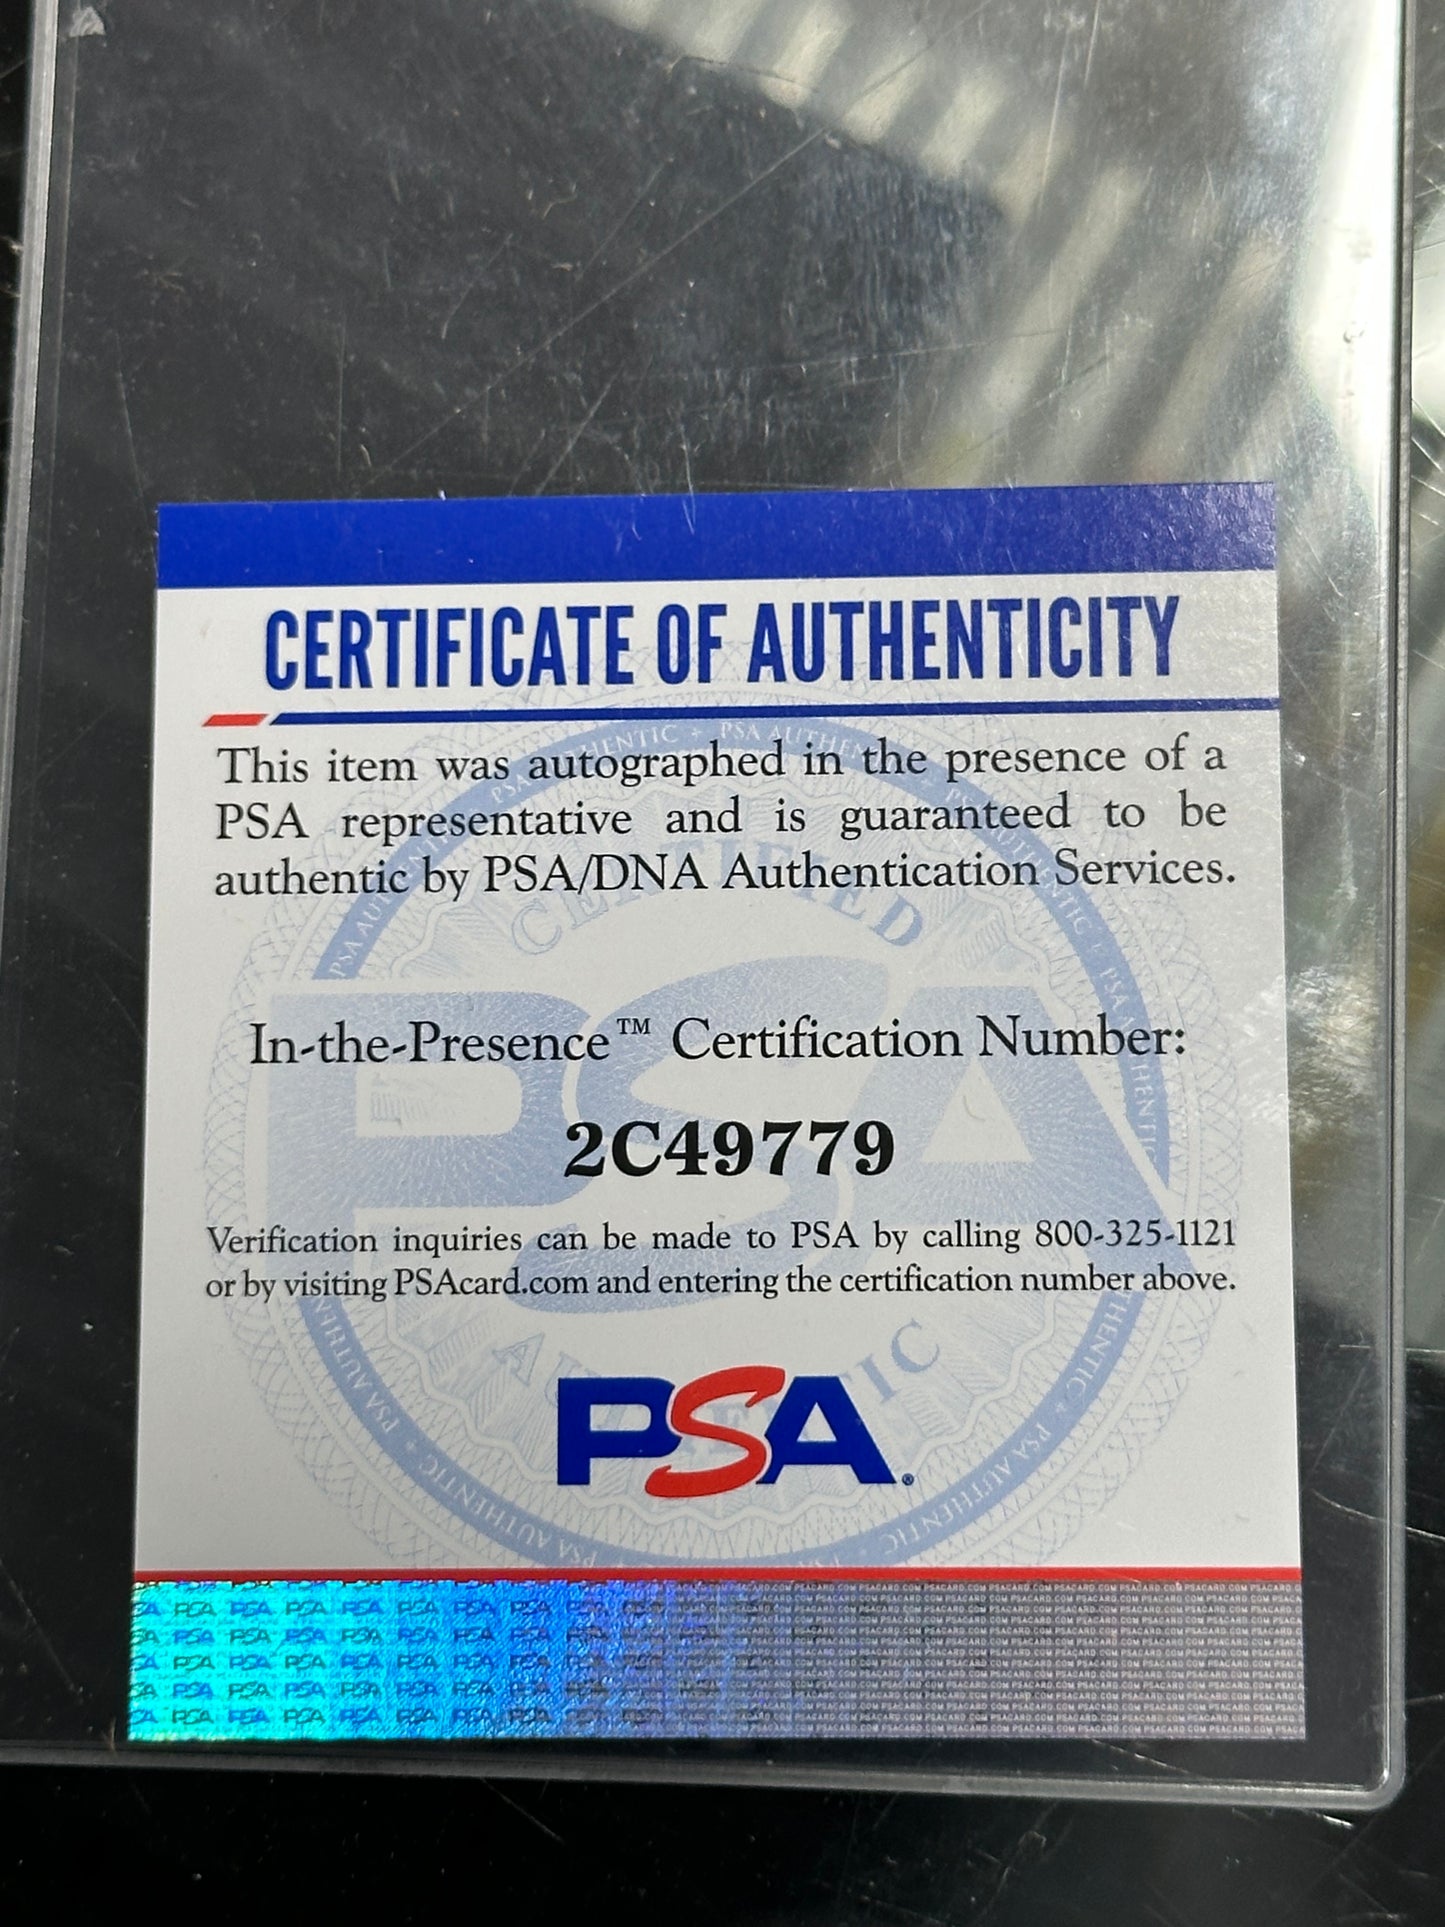 CERTIFICATE OF AUTHENTICITY
This item was autographed in the presence of a
PSA representative and is guaranteed to be
authentic by PSA/DNA Authentication Services.
CERTIFIED
In-the-Presence™ Certification Number:
2C49779
Verification inquiries can be made to PSA by calling 800-325-1121
or by visiting PSAcard.com and entering the certification number above.
PSA®